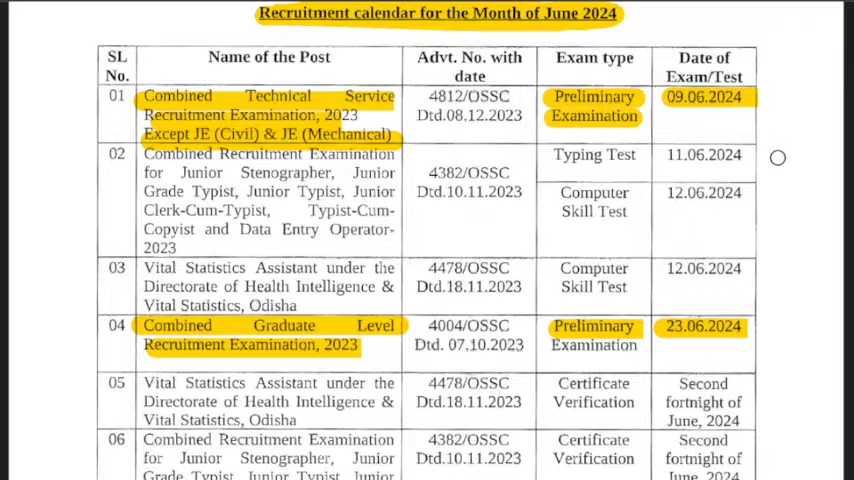 Recruitment calendar for the Month of June 2024
SL No. Name of the Post Advt. No. with date Exam type Date of Exam/Test
01 Combined Technical Service 4812/OSSC Preliminary 09.06.2024
Recruitment Examination, 2023 Dtd.08.12.2023 Examination
Except JE (Civil) & JE (Mechanical)
02 Combined Recruitment Examination Typing Test 11.06.2024
for Junior Stenographer, Junior 4382/OSSC
Grade Typist, Junior Typist, Junior Dtd.10.11.2023 Computer 12.06.2024
Clerk-Cum-Typist, Typist-Cum- Skill Test
Copyist and Data Entry Operator-
2023
03 Vital Statistics Assistant under the 4478/OSSC Computer 12.06.2024
Directorate of Health Intelligence & Dtd.18.11.2023 Skill Test
Vital Statistics, Odisha
04 Combined Graduate Level 4004/OSSC Preliminary 23.06.2024
Recruitment Examination, 2023 Dtd. 07.10.2023 Examination
05 Vital Statistics Assistant under the 4478/OSSC Certificate Second
Directorate of Health Intelligence & Dtd.18.11.2023 Verification fortnight of
Vital Statistics, Odisha June, 2024
06 Combined Recruitment Examination 4382/OSSC Certificate Second
for Junior Stenographer, Junior Dtd.10.11.2023 Verification fortnight of
Grade Typist, Junior Typist, Junior June, 2024